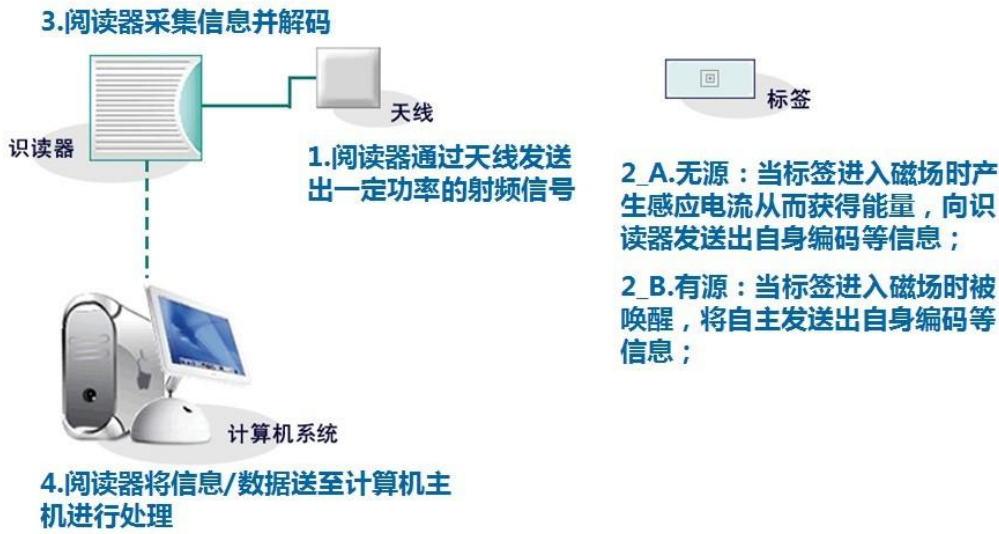 3.阅读器采集信息并解码
天线
标签
识读器
1.阅读器通过天线发送
出一定功率的射频信号
2_A.无源：当标签进入磁场时产
生感应电流从而获得能量，向识
读器发送出自身编码等信息；
2_B.有源：当标签进入磁场时被
唤醒，将自主发送出自身编码等
信息；
计算机系统
4.阅读器将信息/数据送至计算机主
机进行处理